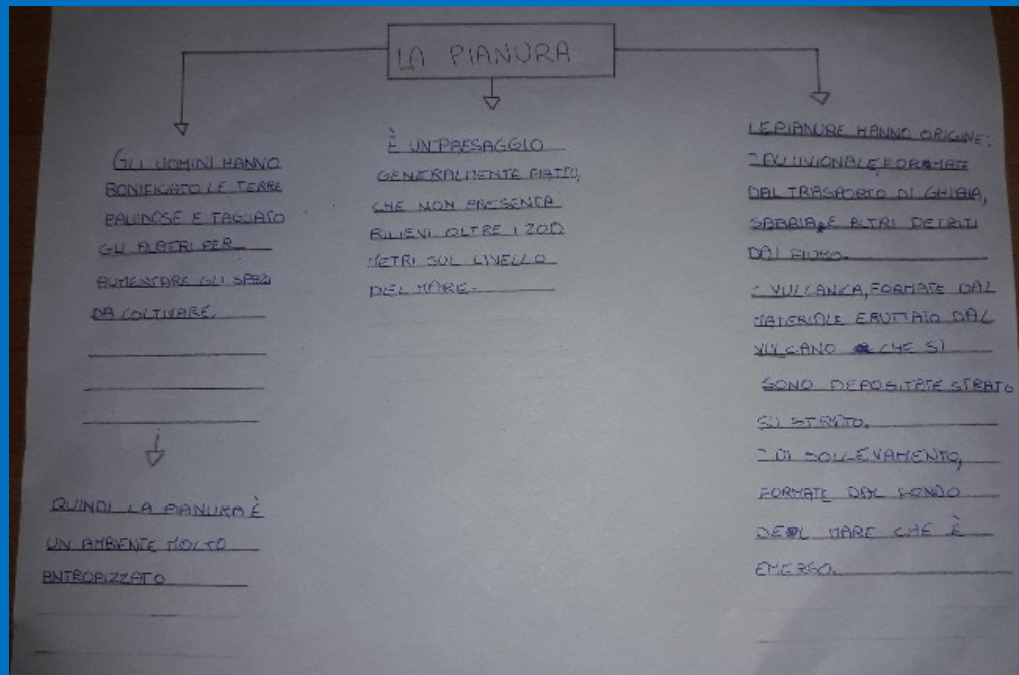 LA PIANURA
GLI UOMINI HANNO
BONIFICATO LE TERRE
PALUDOSE E TAGLIATO
GLI ALBERI PER
AUMENTARE GLI SPAZI
DA COLTIVARE.
QUINDI LA PIANURA È
UN AMBIENTE MOLTO
ANTROPIZZATO
È UN PAESAGGIO
GENERALMENTE PIATTO,
CHE NON PRESENTA
RILIEVI OLTRE I 200
METRI SUL LIVELLO
DEL MARE.
LE PIANURE HANNO ORIGINE:
- ALLUVIONALE, FORMATE
DAL TRASPORTO DI GHIAIA,
SABBIA, E ALTRI DETRITI
DAI FIUMI.
- VULCANICA, FORMATE DAL
MATERIALE ERUTTATO DAL
VULCANO CHE SI
SONO DEPOSITATE STRATO
SU STRATO.
- DI SOLLEVAMENTO,
FORMATE DAL FONDO
DEL MARE CHE È
EMERSO.